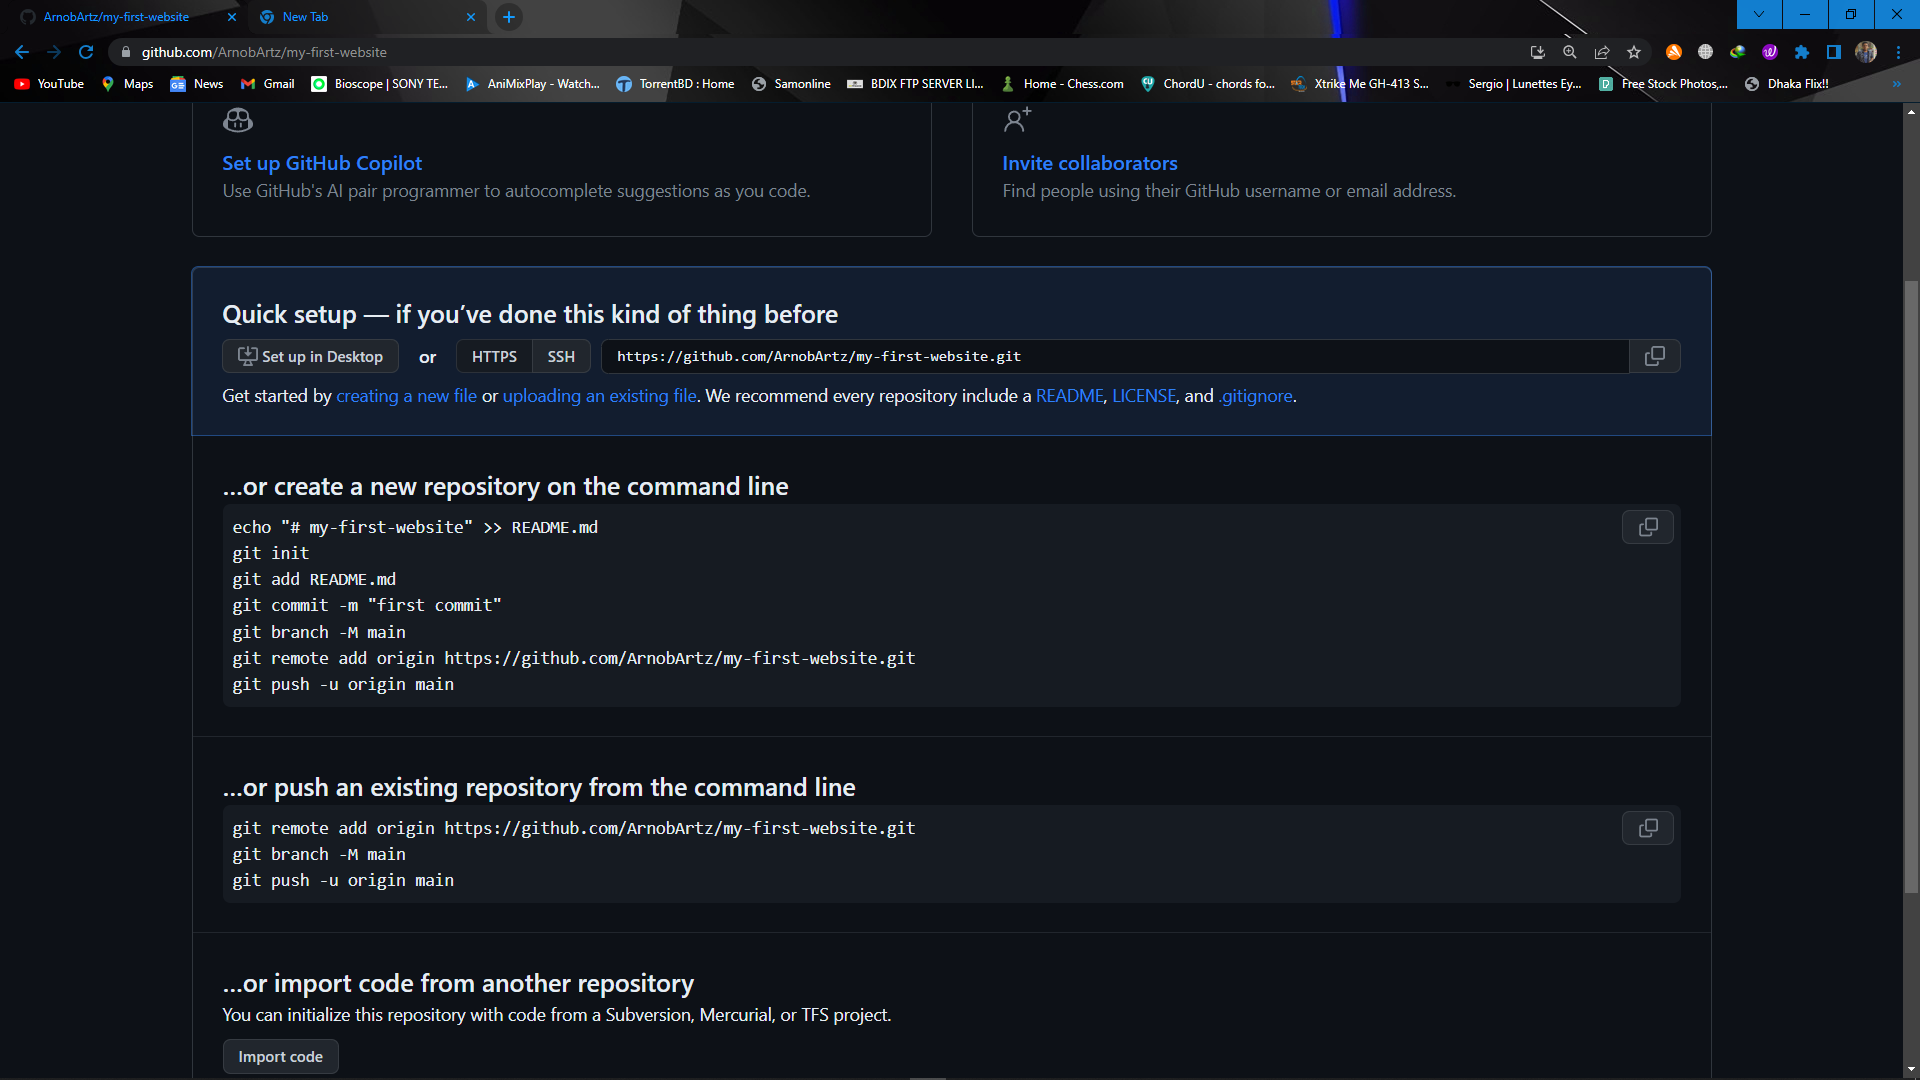 ArnobArtz/my-first-website
New Tab
github.com/ArnobArtz/my-first-website
YouTube
Maps
News
Gmail
Bioscope | SONY TE...
AniMixPlay - Watch...
TorrentBD : Home
Samonline
BDIX FTP SERVER LI...
Home - Chess.com
ChordU - chords fo...
Xtrike Me GH-413 S...
Sergio | Lunettes Ey...
Free Stock Photos,...
Dhaka Flix!!
»
Set up GitHub Copilot
Use GitHub's AI pair programmer to autocomplete suggestions as you code.
Invite collaborators
Find people using their GitHub username or email address.
Quick setup — if you’ve done this kind of thing before
Set up in Desktop or HTTPS SSH https://github.com/ArnobArtz/my-first-website.git
Get started by creating a new file or uploading an existing file. We recommend every repository include a README, LICENSE, and .gitignore.
…or create a new repository on the command line
echo "# my-first-website" >> README.md
git init
git add README.md
git commit -m "first commit"
git branch -M main
git remote add origin https://github.com/ArnobArtz/my-first-website.git
git push -u origin main
…or push an existing repository from the command line
git remote add origin https://github.com/ArnobArtz/my-first-website.git
git branch -M main
git push -u origin main
…or import code from another repository
You can initialize this repository with code from a Subversion, Mercurial, or TFS project.
Import code